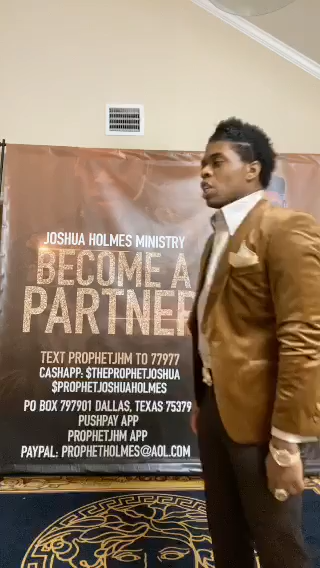 JOSHUA HOLMES MINISTRY
BECOME A
PARTNER
TEXT PROPHETJHM TO 77977
CASHAPP: $THEPROPHETJOSHUA
$PROPHETJOSHUAHOLMES
PO BOX 797901 DALLAS, TEXAS 75379
PUSHPAY APP
PROPHETJHM APP
PAYPAL: PROPHETHOLMES@AOL.COM